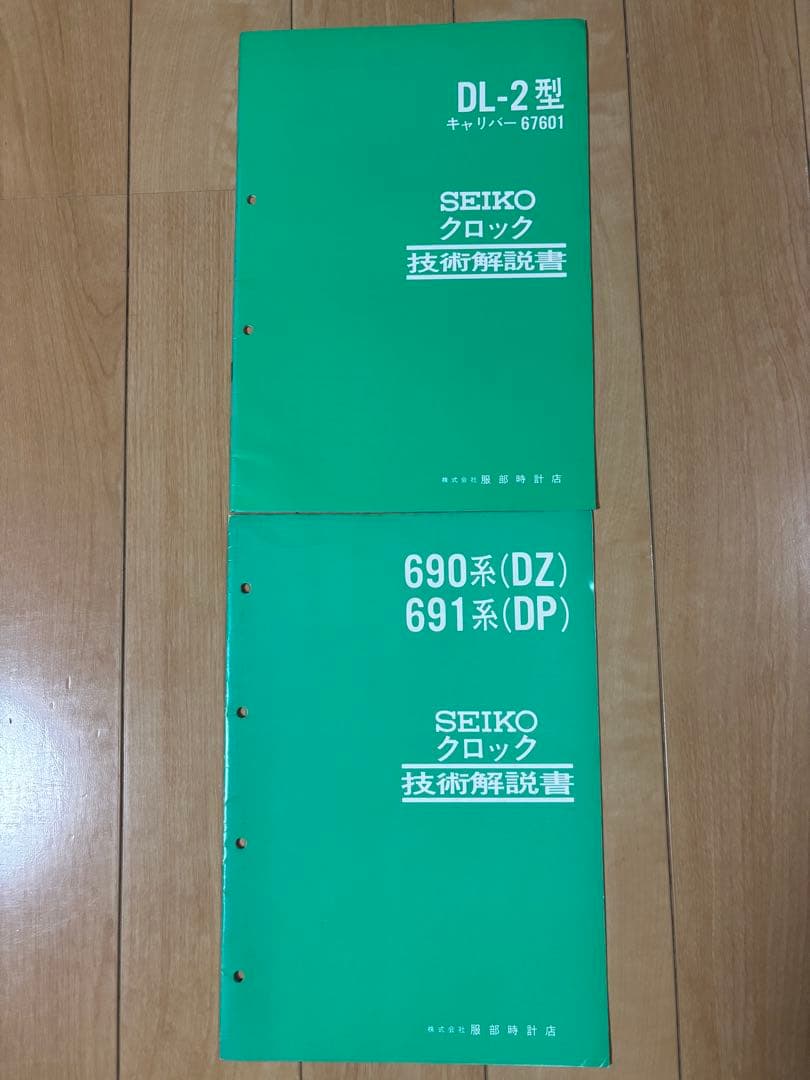 DL-2型
キャリバー 67601
SEIKO
クロック
技術解説書
株式会社 服部時計店
690系(DZ)
691系(DP)
SEIKO
クロック
技術解説書
株式会社 服部時計店